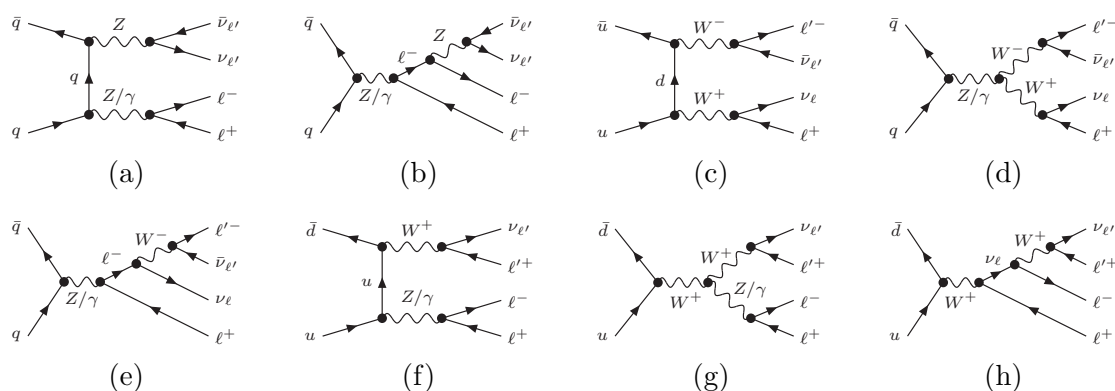 q̄ Z ν̄ℓ′
νℓ′
q
Z/γ ℓ−
q ℓ+
(a)
q̄ Z ν̄ℓ′
ℓ− νℓ′
Z/γ ℓ−
q ℓ+
(b)
ū W− ℓ′−
ν̄ℓ′
d
W+ νℓ
u ℓ+
(c)
q̄ W− ℓ′−
ν̄ℓ′
Z/γ W+ νℓ
q ℓ+
(d)
q̄ W− ℓ′−
ℓ− ν̄ℓ′
Z/γ νℓ
q ℓ+
(e)
d̄ W+ νℓ′
ℓ′+
u
Z/γ ℓ−
u ℓ+
(f)
d̄ W+ νℓ′
ℓ′+
W+ Z/γ ℓ−
u ℓ+
(g)
d̄ W+ νℓ′
νℓ ℓ′+
W+ ℓ−
u ℓ+
(h)